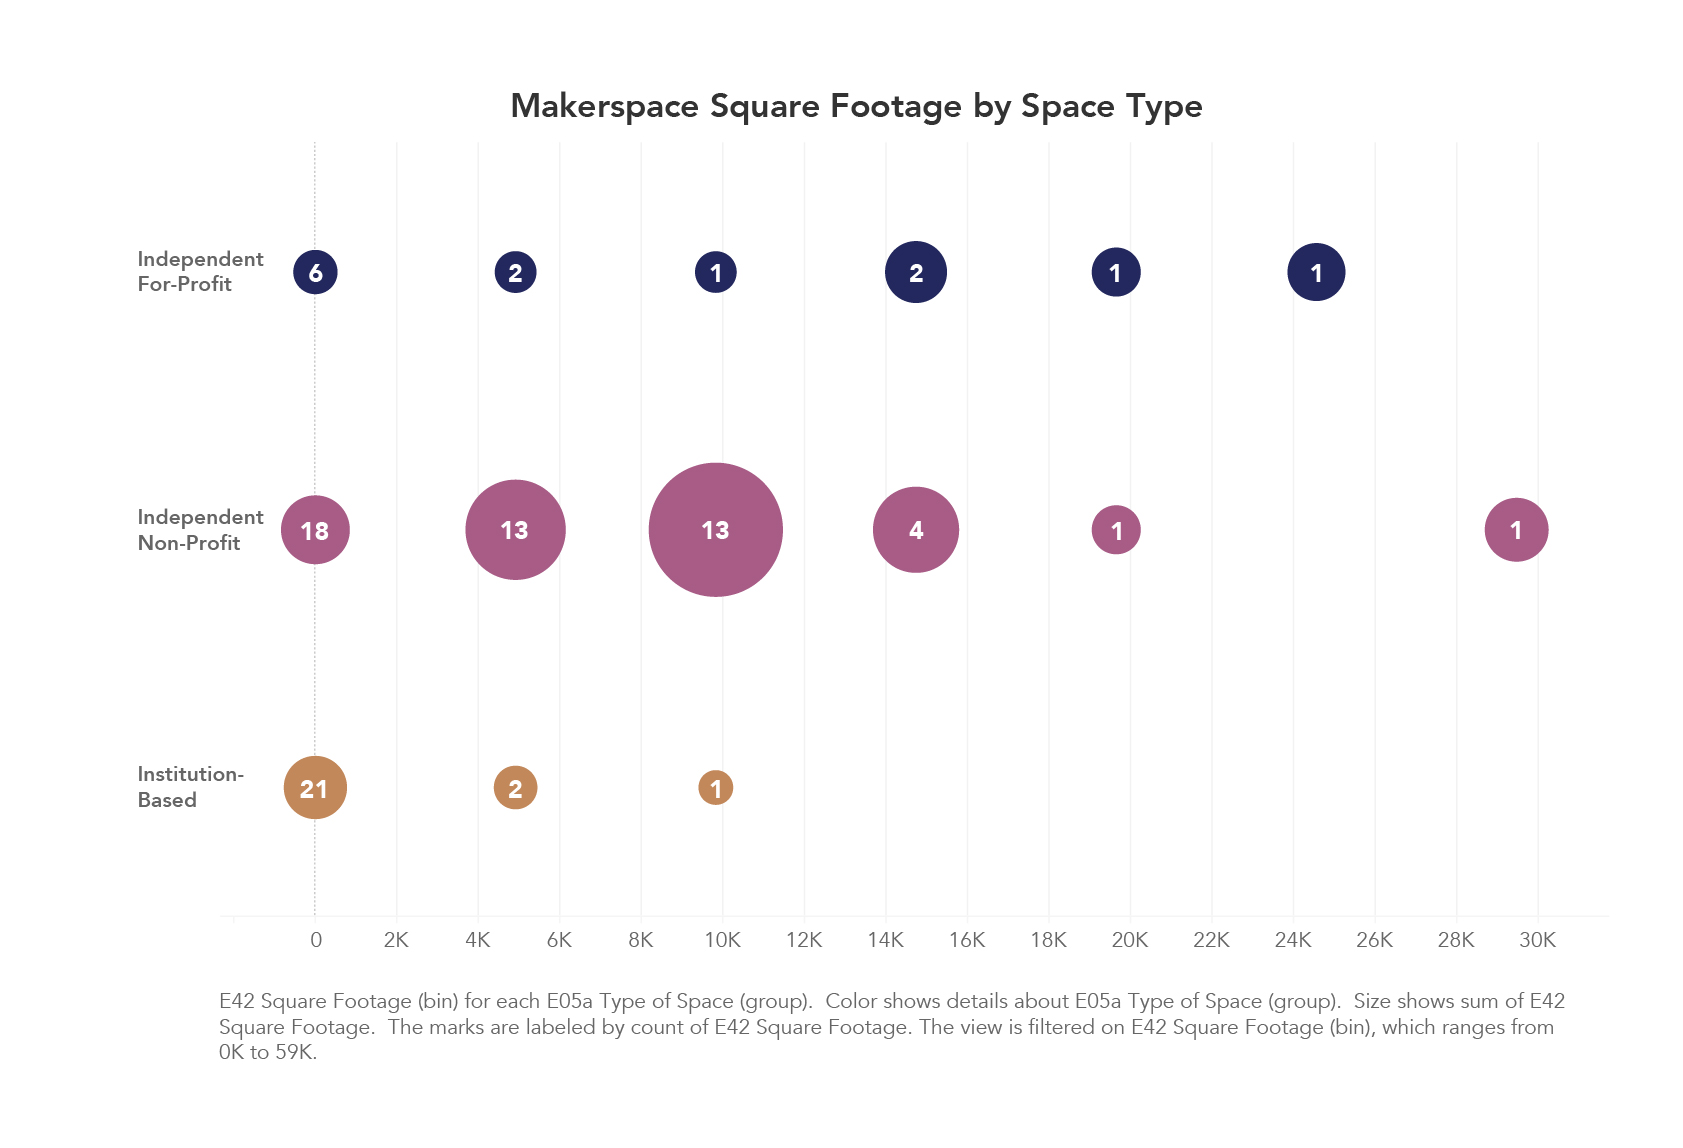 Makerspace Square Footage by Space Type
Independent
For-Profit
6 2 1 2 1 1
Independent
Non-Profit
18 13 13 4 1 1
Institution-
Based
21 2 1
0 2K 4K 6K 8K 10K 12K 14K 16K 18K 20K 22K 24K 26K 28K 30K
E42 Square Footage (bin) for each E05a Type of Space (group).  Color shows details about E05a Type of Space (group).  Size shows sum of E42
Square Footage.  The marks are labeled by count of E42 Square Footage. The view is filtered on E42 Square Footage (bin), which ranges from
0K to 59K.